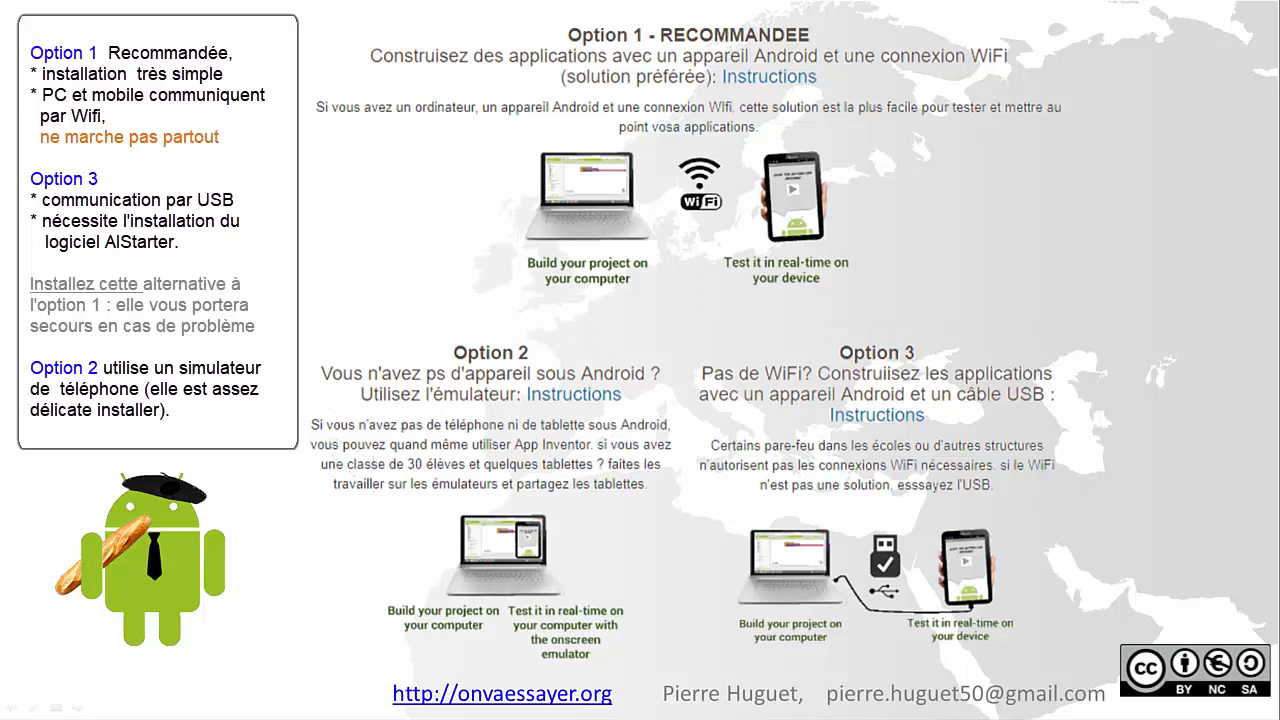 Option 1  Recommandée,
* installation  très simple
* PC et mobile communiquent
par Wifi,
ne marche pas partout
Option 3
* communication par USB
* nécessite l'installation du
logiciel AIStarter.
Installez cette alternative à
l'option 1 : elle vous portera
secours en cas de problème
Option 2 utilise un simulateur
de  téléphone (elle est assez
délicate installer).
Option 1 - RECOMMANDEE
Construisez des applications avec un appareil Android et une connexion WiFi
(solution préférée): Instructions
Si vous avez un ordinateur, un appareil Android et une connexion WIfi, cette solution est la plus facile pour tester et mettre au
point vosa applications.
WiFi
Build your project on
your computer
Test it in real-time on
your device
Option 2
Vous n'avez ps d'appareil sous Android ?
Utilisez l'émulateur: Instructions
Si vous n'avez pas de téléphone ni de tablette sous Android,
vous pouvez quand même utiliser App Inventor. si vous avez
une classe de 30 élèves et quelques tablettes ? faites les
travailler sur les émulateurs et partagez les tablettes.
Build your project on
your computer
Test it in real-time on
your computer with
the onscreen
emulator
Option 3
Pas de WiFi? Construiisez les applications
avec un appareil Android et un câble USB :
Instructions
Certains pare-feu dans les écoles ou d'autres structures
n'autorisent pas les connexions WiFi nécessaires. si le WiFi
n'est pas une solution, esssayez l'USB.
Build your project on
your computer
Test it in real-time on
your device
http://onvaessayer.org
Pierre Huguet,    pierre.huguet50@gmail.com
cc
BY NC SA